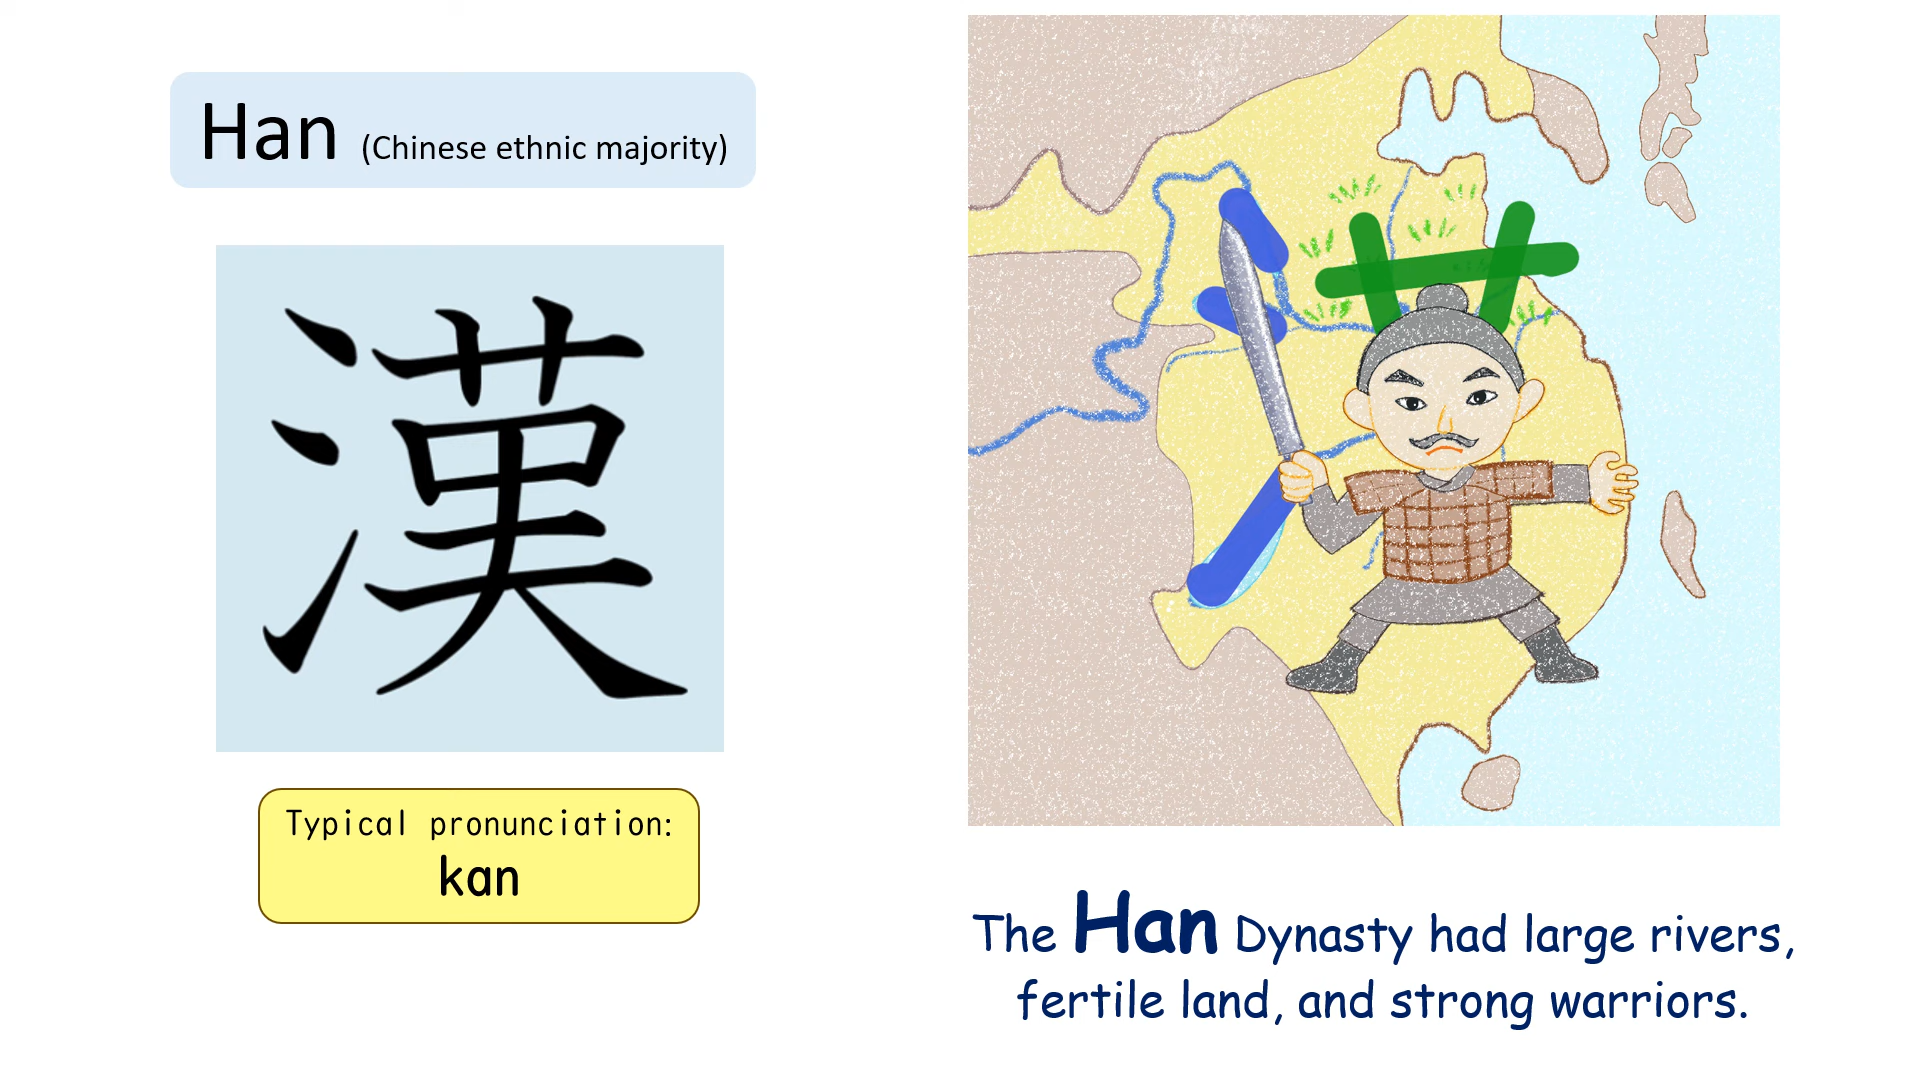 Han (Chinese ethnic majority)
漢
Typical pronunciation:
kan
The Han Dynasty had large rivers,
fertile land, and strong warriors.